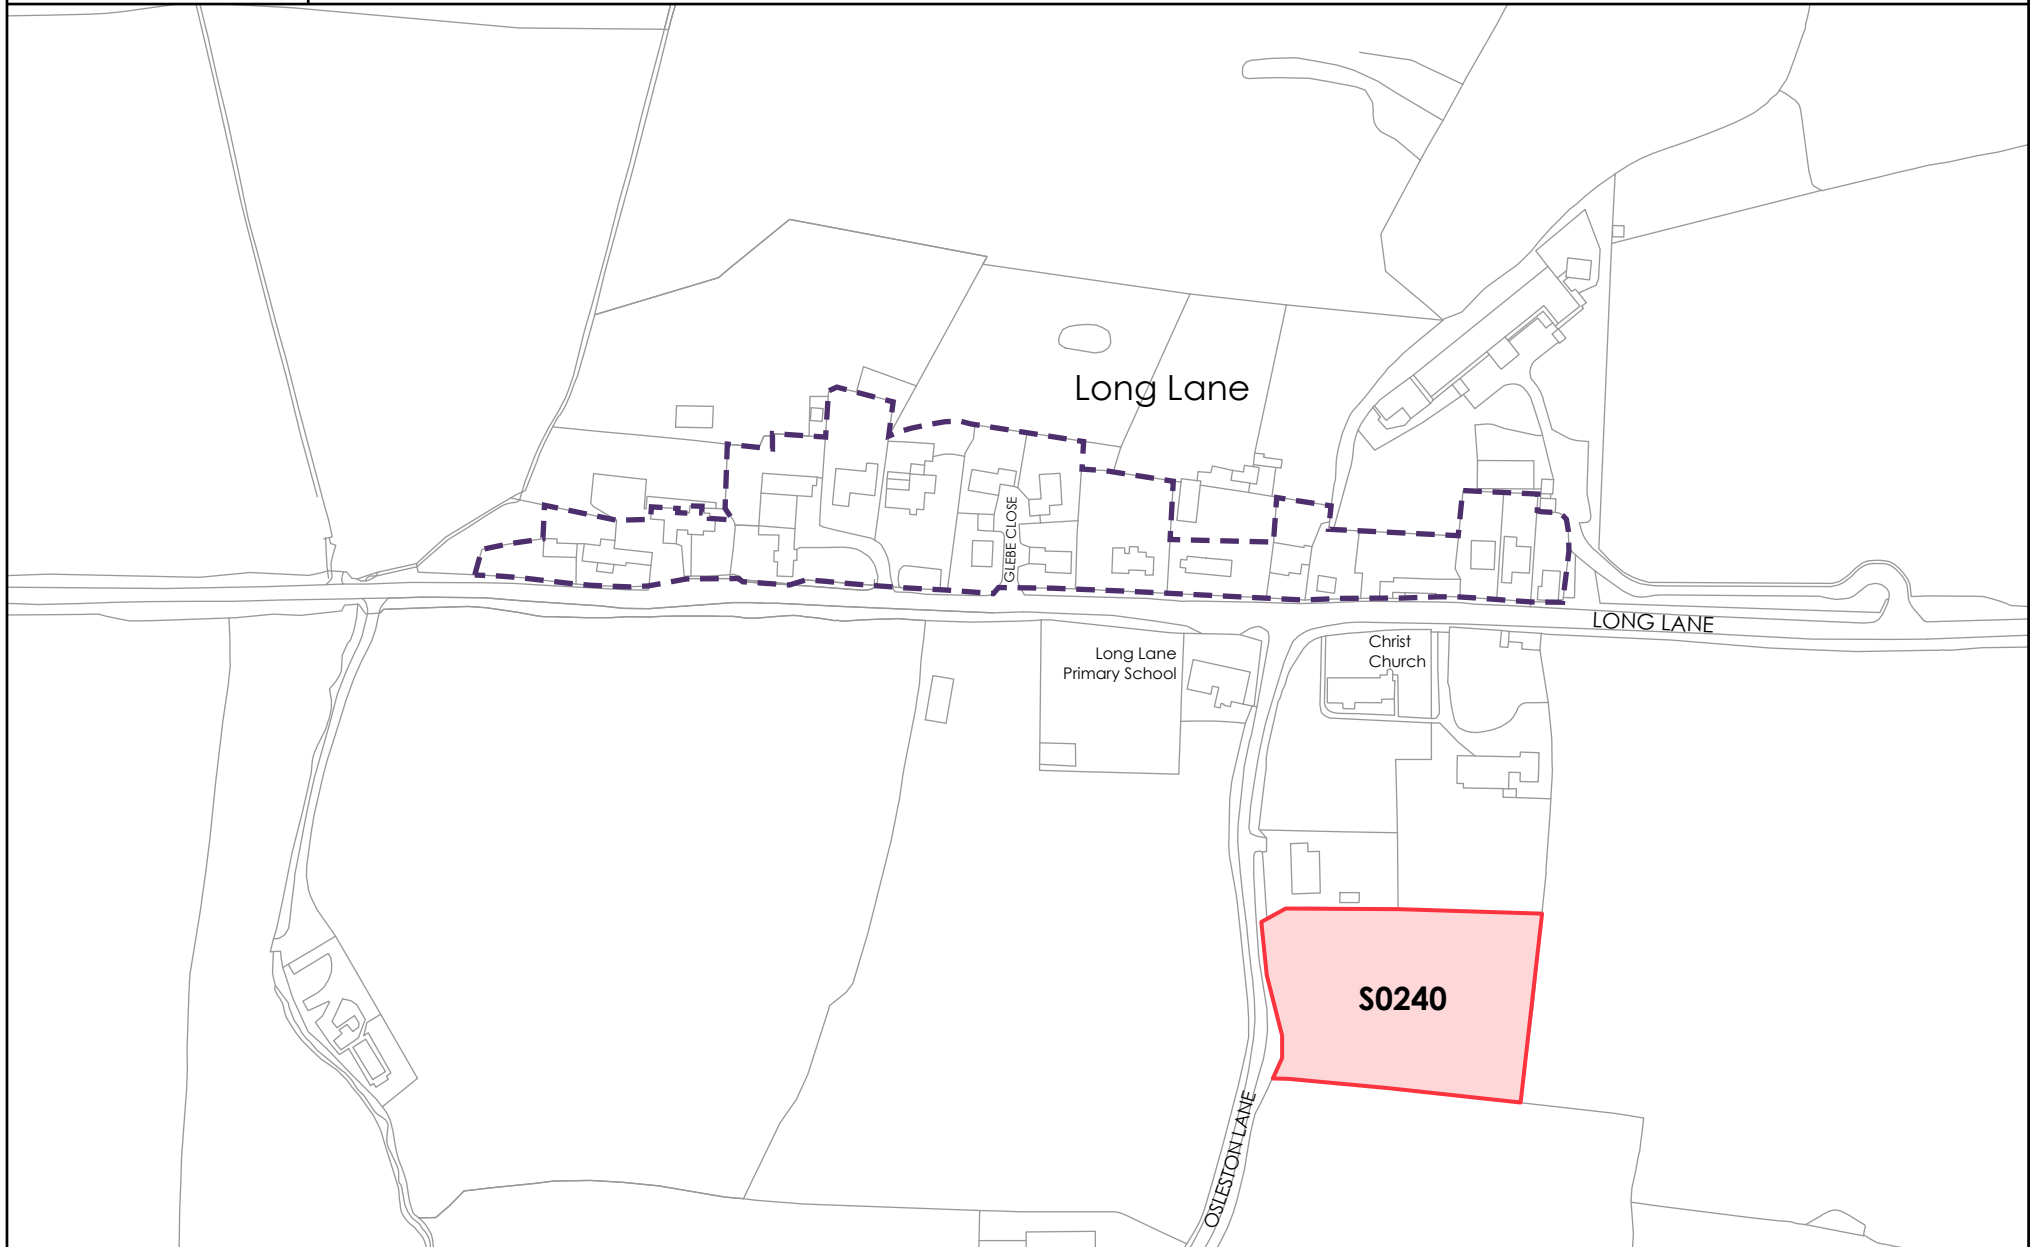 Long Lane
GLEBE CLOSE
LONG LANE
Long Lane
Primary School
Christ
Church
S0240
OSLESTON LANE